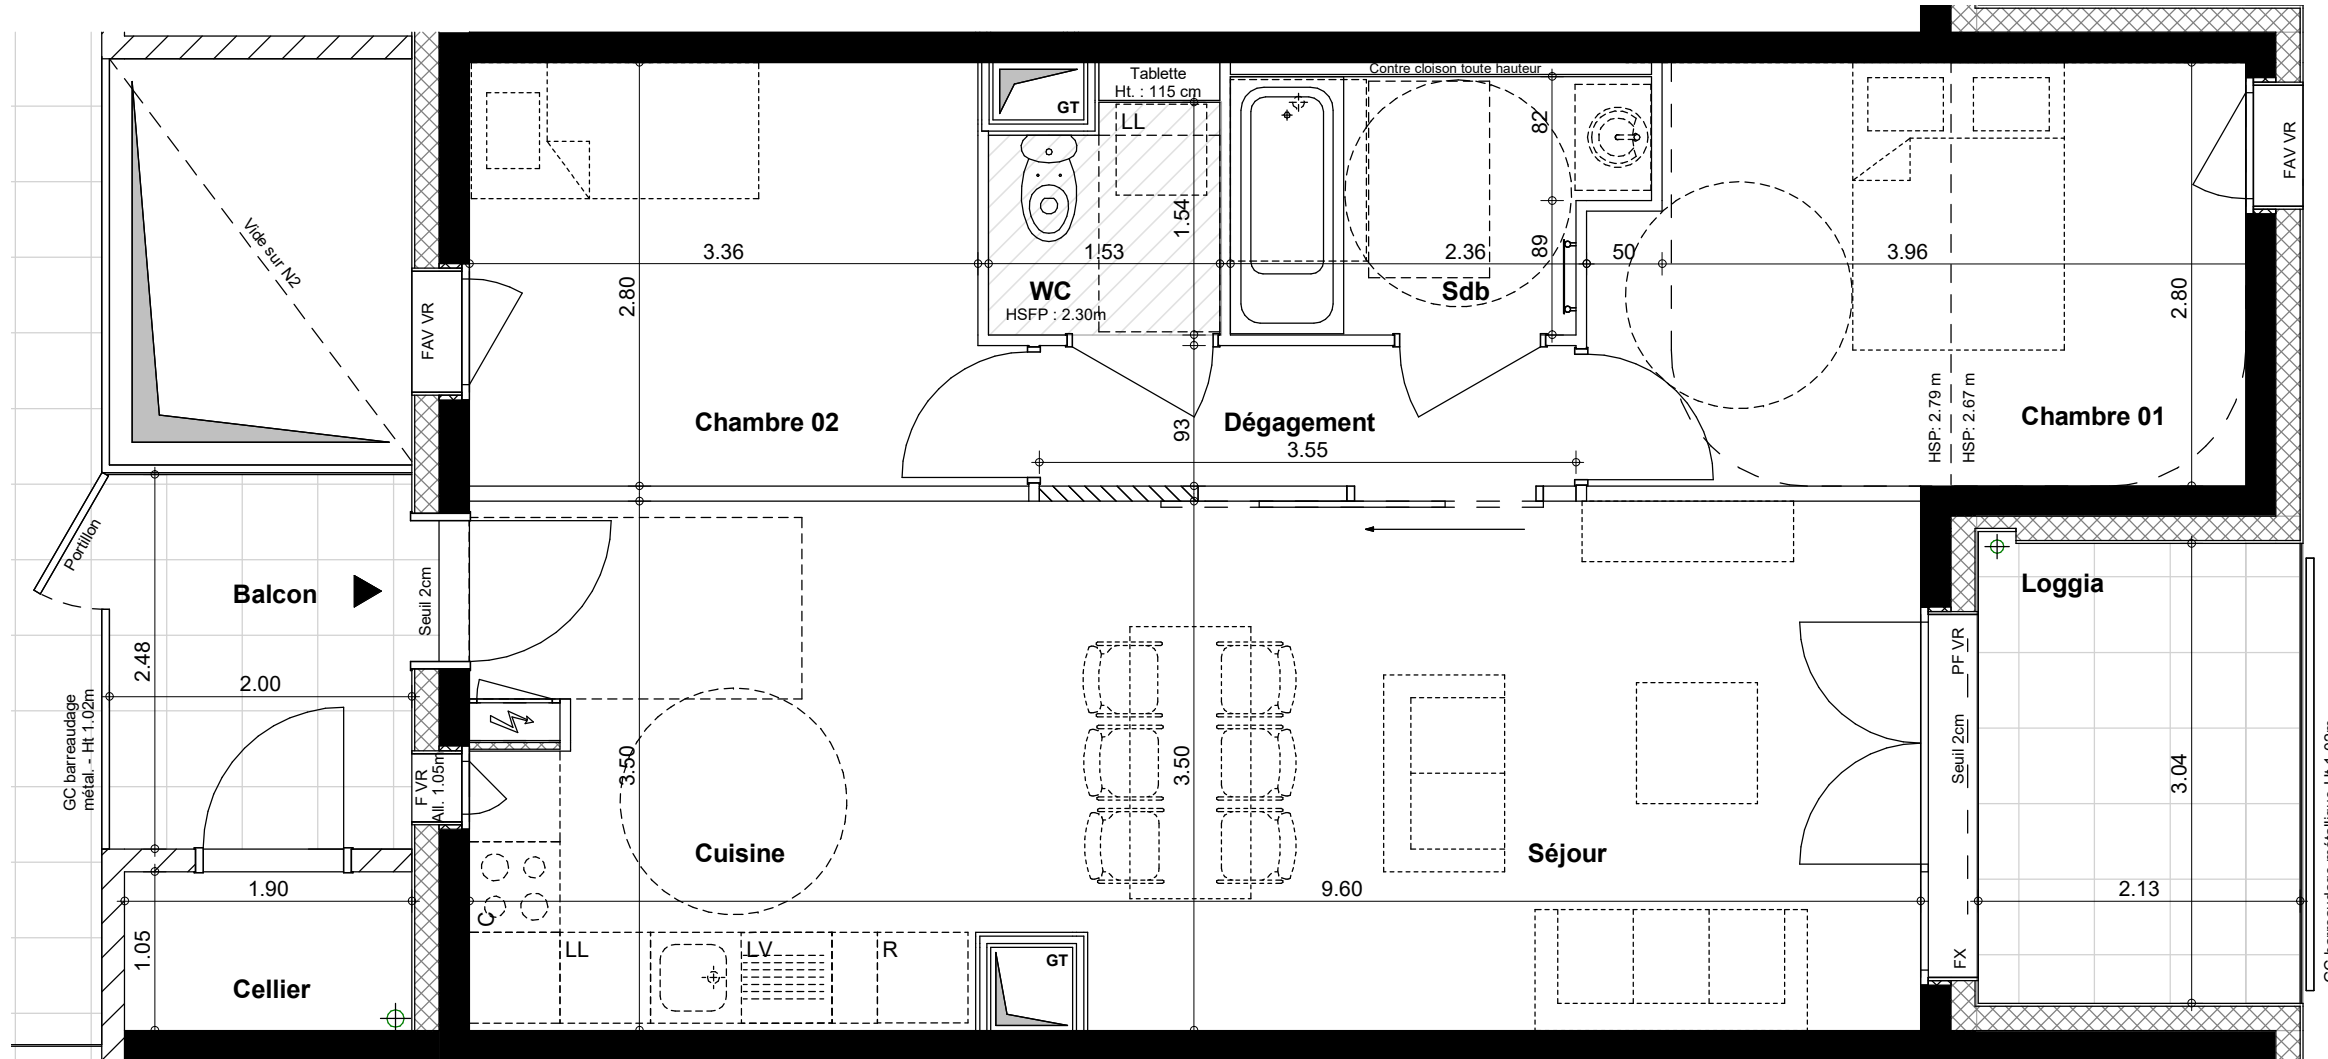 Contre cloison toute hauteur
Tablette
Ht. : 115 cm
GT
LL
82
FAV VR
Vide sur N2
1.54
89
3.36
1.53
2.36
50
3.96
WC
HSFP : 2.30m
Sdb
2.80
2.80
FAV VR
HSP: 2.79 m
HSP: 2.67 m
Chambre 02
93
Dégagement
Chambre 01
3.55
Portillon
Balcon
Seuil 2cm
Loggia
2.48
2.00
GC barreaudage
métal. - Ht 1.02m
PF VR
Seuil 2cm
F VR
All. 1.05m
3.50
3.50
3.04
Cuisine
Séjour
1.90
9.60
2.13
C
1.05
LL
LV
R
GT
FX
Cellier